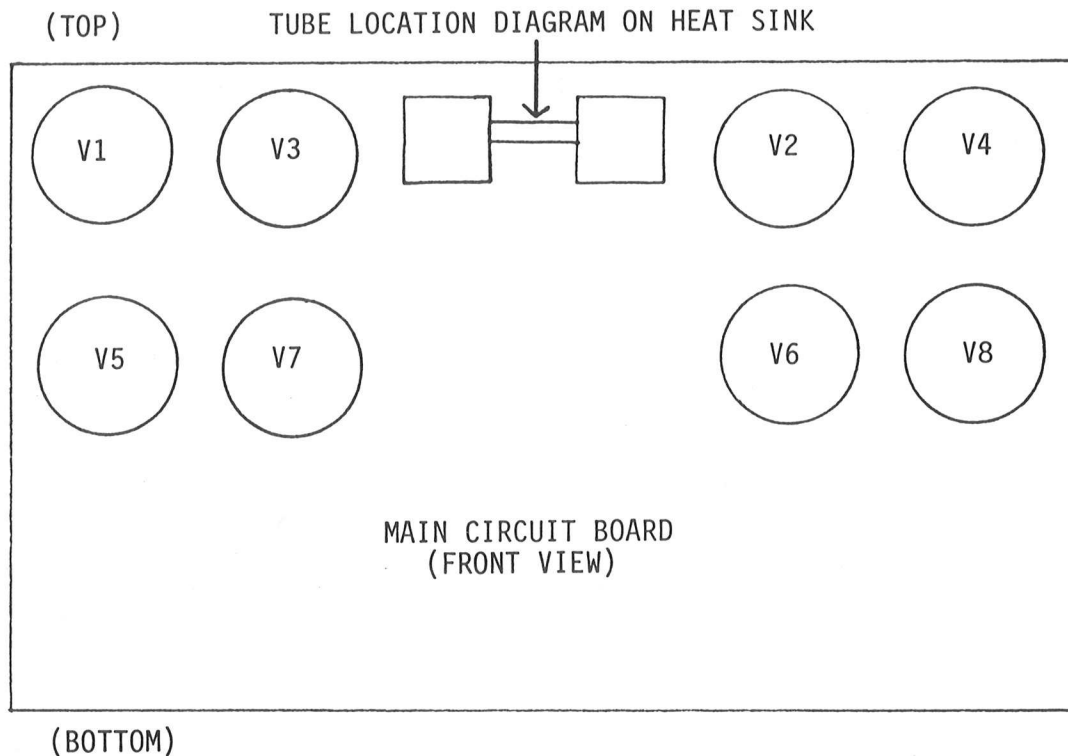 (TOP) TUBE LOCATION DIAGRAM ON HEAT SINK
V1 V3 V2 V4
V5 V7 V6 V8
MAIN CIRCUIT BOARD
(FRONT VIEW)
(BOTTOM)